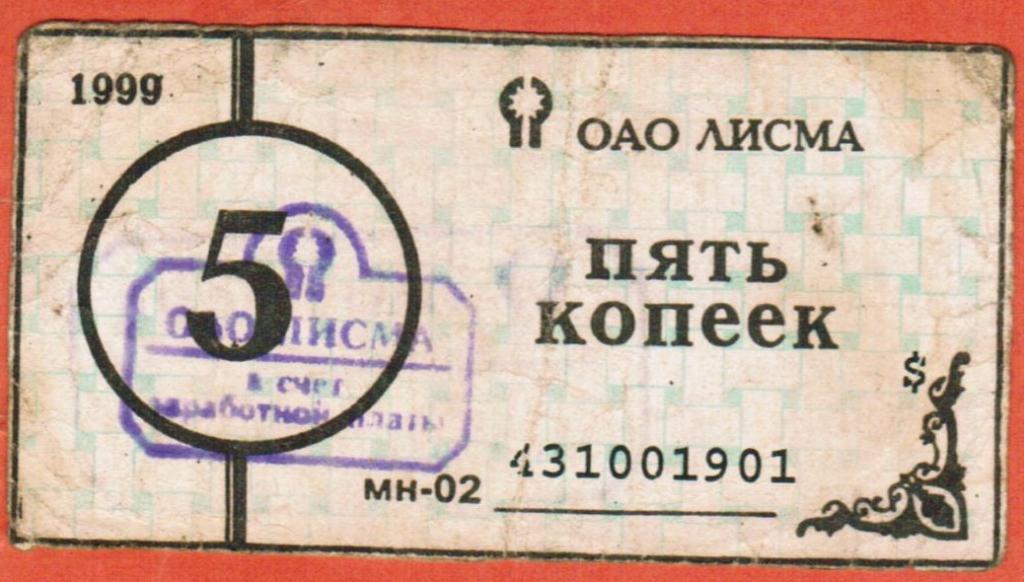 1999
ОАО ЛИСМА
5
ПЯТЬ
КОПЕЕК
ОАО ЛИСМА
в счет
заработной платы
$
МН-02 431001901